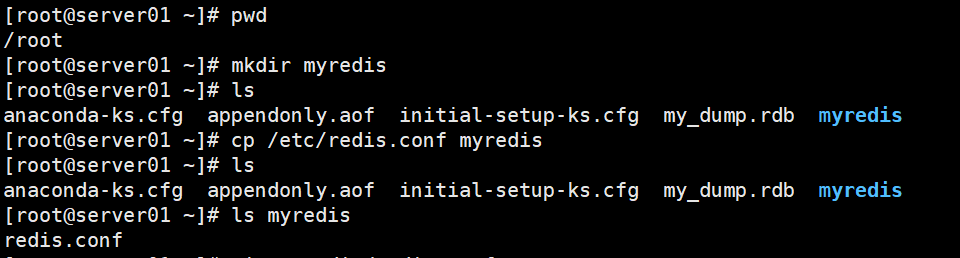 [root@server01 ~]# pwd
/root
[root@server01 ~]# mkdir myredis
[root@server01 ~]# ls
anaconda-ks.cfg  appendonly.aof  initial-setup-ks.cfg  my_dump.rdb  myredis
[root@server01 ~]# cp /etc/redis.conf myredis
[root@server01 ~]# ls
anaconda-ks.cfg  appendonly.aof  initial-setup-ks.cfg  my_dump.rdb  myredis
[root@server01 ~]# ls myredis
redis.conf